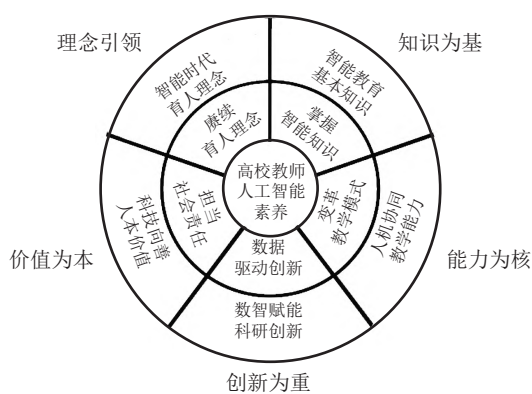 理念引领
知识为基
智能时代
育人理念
智能教育
基本知识
赓续
育人理念
掌握
智能知识
高校教师
人工智能
素养
担当
社会责任
变革
教学模式
科技向善
人本价值
人机协同
教学能力
价值为本
能力为核
数据
驱动创新
数智赋能
科研创新
创新为重